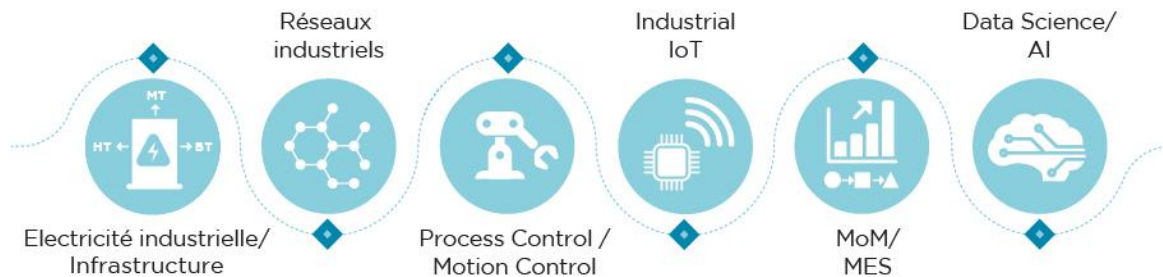 Réseaux
industriels
Industrial
IoT
Data Science/
AI
MT
HT
BT
Electricité industrielle/
Infrastructure
Process Control /
Motion Control
MoM/
MES